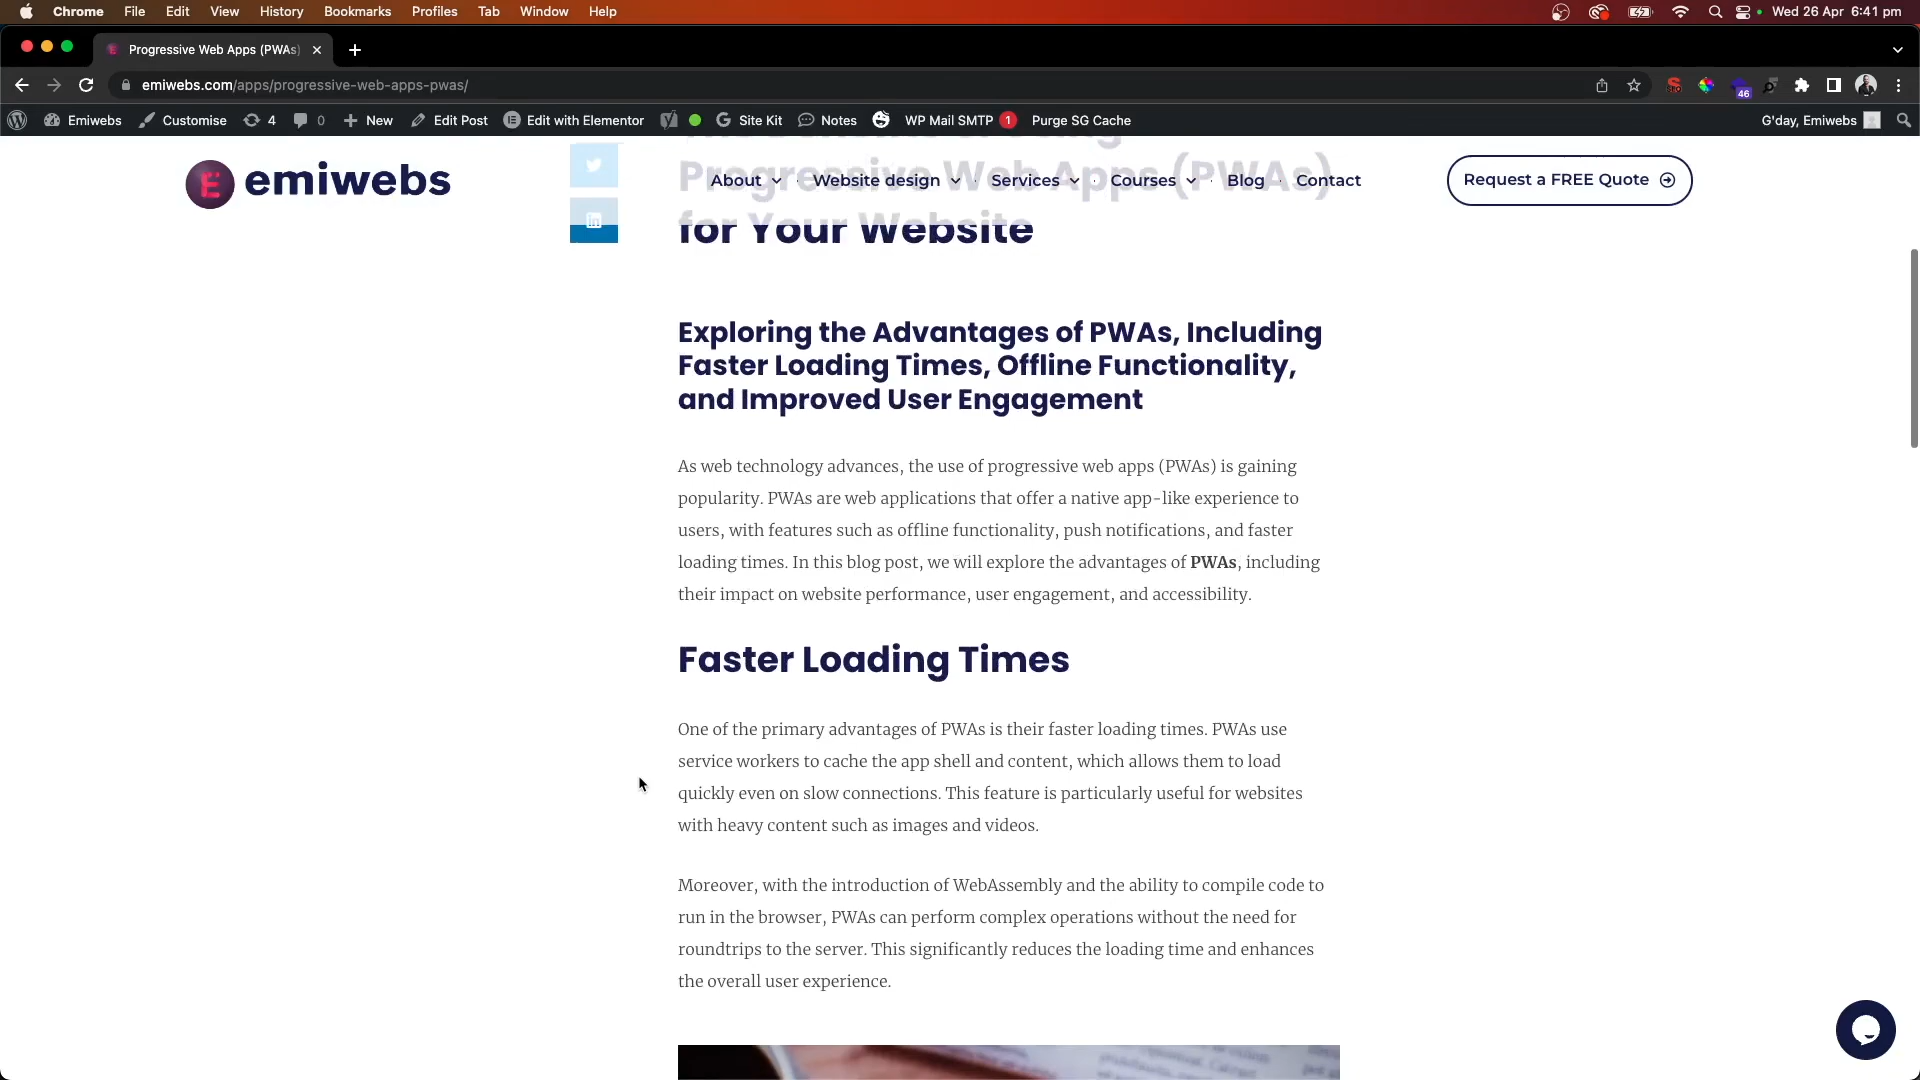 Chrome File Edit View History Bookmarks Profiles Tab Window Help Wed 26 Apr 6:41 pm
Progressive Web Apps (PWAs)
emiwebs.com/apps/progressive-web-apps-pwas/
46
Emiwebs Customise 4 0 New Edit Post Edit with Elementor Site Kit Notes WP Mail SMTP 1 Purge SG Cache G'day, Emiwebs
emiwebs
About Website design Services Courses Blog Contact
Request a FREE Quote
Progressive Web Apps (PWAs)
for Your Website
Exploring the Advantages of PWAs, Including
Faster Loading Times, Offline Functionality,
and Improved User Engagement
As web technology advances, the use of progressive web apps (PWAs) is gaining
popularity. PWAs are web applications that offer a native app-like experience to
users, with features such as offline functionality, push notifications, and faster
loading times. In this blog post, we will explore the advantages of PWAs, including
their impact on website performance, user engagement, and accessibility.
Faster Loading Times
One of the primary advantages of PWAs is their faster loading times. PWAs use
service workers to cache the app shell and content, which allows them to load
quickly even on slow connections. This feature is particularly useful for websites
with heavy content such as images and videos.
Moreover, with the introduction of WebAssembly and the ability to compile code to
run in the browser, PWAs can perform complex operations without the need for
roundtrips to the server. This significantly reduces the loading time and enhances
the overall user experience.